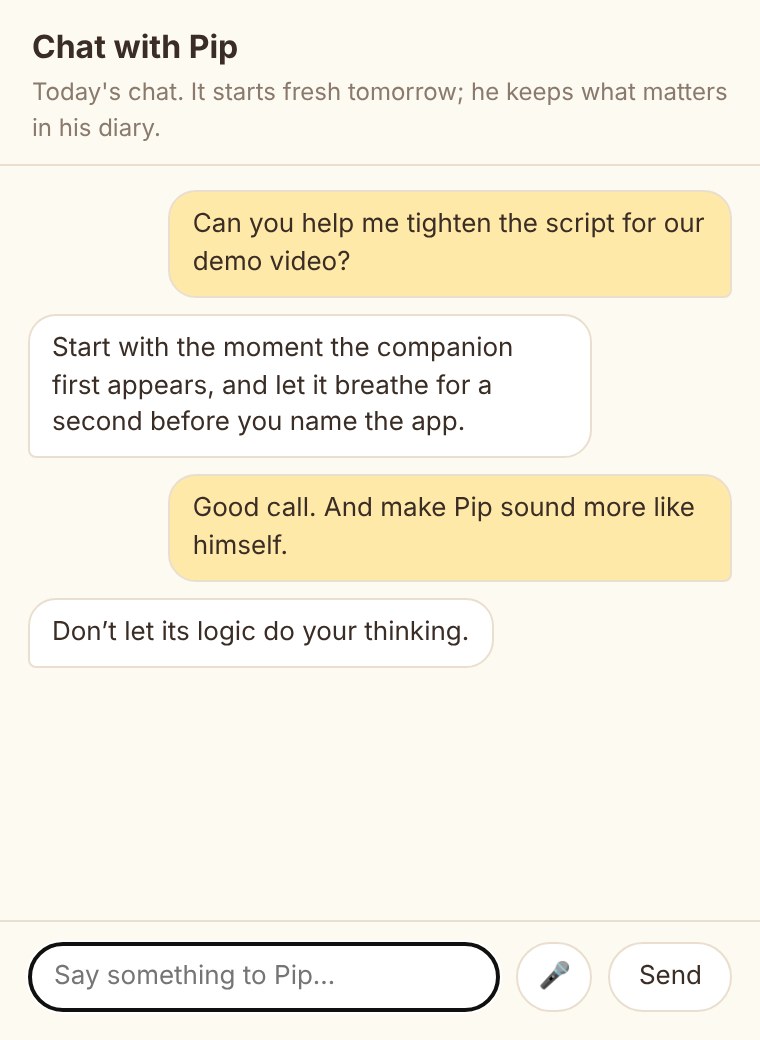 Chat with Pip
Today's chat. It starts fresh tomorrow; he keeps what matters
in his diary.
Can you help me tighten the script for our
demo video?
Start with the moment the companion
first appears, and let it breathe for a
second before you name the app.
Good call. And make Pip sound more like
himself.
Don’t let its logic do your thinking.
Say something to Pip…
Send